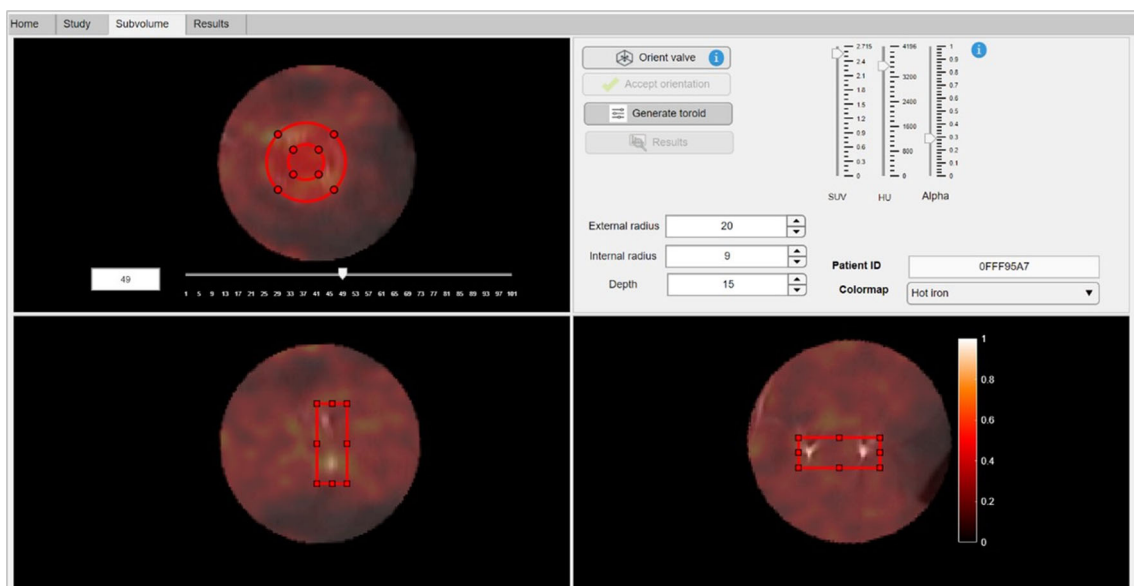 Home Study Subvolume Results
Orient valve i
Accept orientation
Generate toroid
Results
2.715 2.4 2.1 1.8 1.5 1.2 0.9 0.6 0.3 0
SUV
4196 3200 2400 1600 800 0
HU
1 0.9 0.8 0.7 0.6 0.5 0.4 0.3 0.2 0.1 0
Alpha
i
External radius 20
Internal radius 9
Depth 15
Patient ID 0FFF95A7
Colormap Hot iron
49
1 5 9 13 17 21 25 29 33 37 41 45 49 53 57 61 65 69 73 77 81 85 89 93 97 101
1
0.8
0.6
0.4
0.2
0